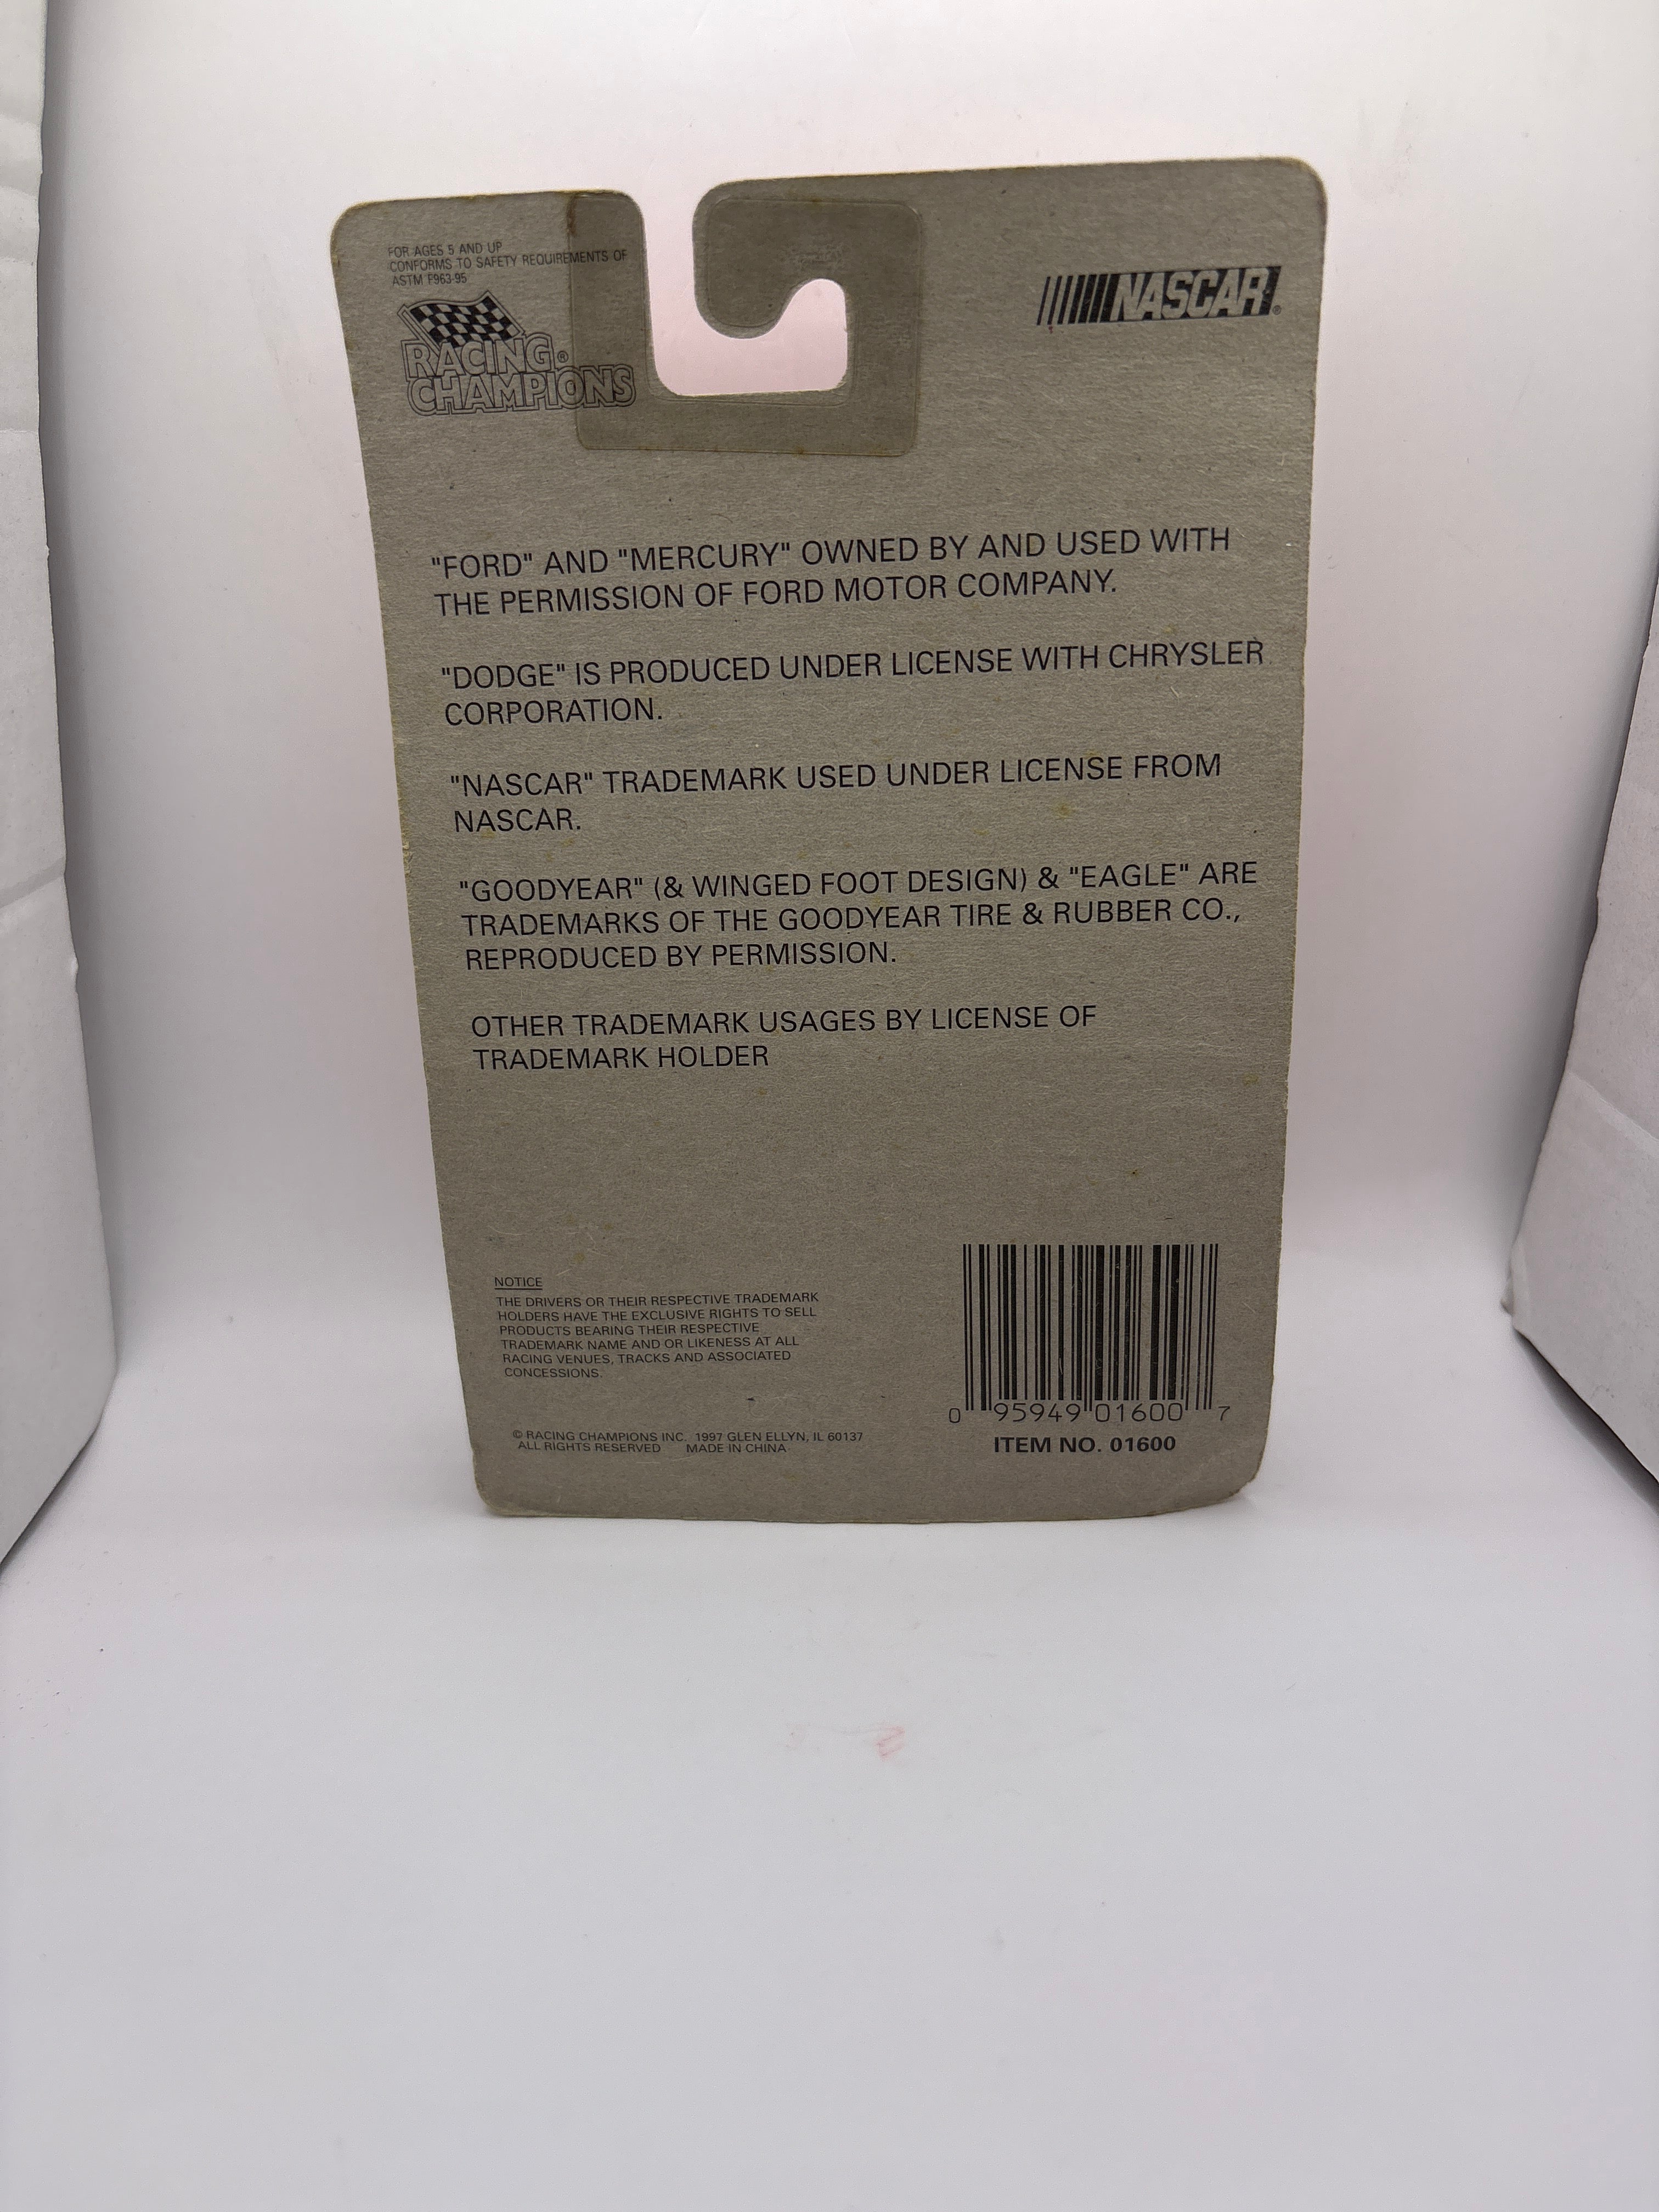 FOR AGES 5 AND UP
CONFORMS TO SAFETY REQUIREMENTS OF
ASTM F963-95
RACING®
CHAMPIONS
NASCAR®
"FORD" AND "MERCURY" OWNED BY AND USED WITH
THE PERMISSION OF FORD MOTOR COMPANY.
"DODGE" IS PRODUCED UNDER LICENSE WITH CHRYSLER
CORPORATION.
"NASCAR" TRADEMARK USED UNDER LICENSE FROM
NASCAR.
"GOODYEAR" (& WINGED FOOT DESIGN) & "EAGLE" ARE
TRADEMARKS OF THE GOODYEAR TIRE & RUBBER CO.,
REPRODUCED BY PERMISSION.
OTHER TRADEMARK USAGES BY LICENSE OF
TRADEMARK HOLDER
NOTICE
THE DRIVERS OR THEIR RESPECTIVE TRADEMARK
HOLDERS HAVE THE EXCLUSIVE RIGHTS TO SELL
PRODUCTS BEARING THEIR RESPECTIVE
TRADEMARK NAME AND OR LIKENESS AT ALL
RACING VENUES, TRACKS AND ASSOCIATED
CONCESSIONS.
© RACING CHAMPIONS INC. 1997 GLEN ELLYN, IL 60137
ALL RIGHTS RESERVED MADE IN CHINA
0 95949 01600 7
ITEM NO. 01600